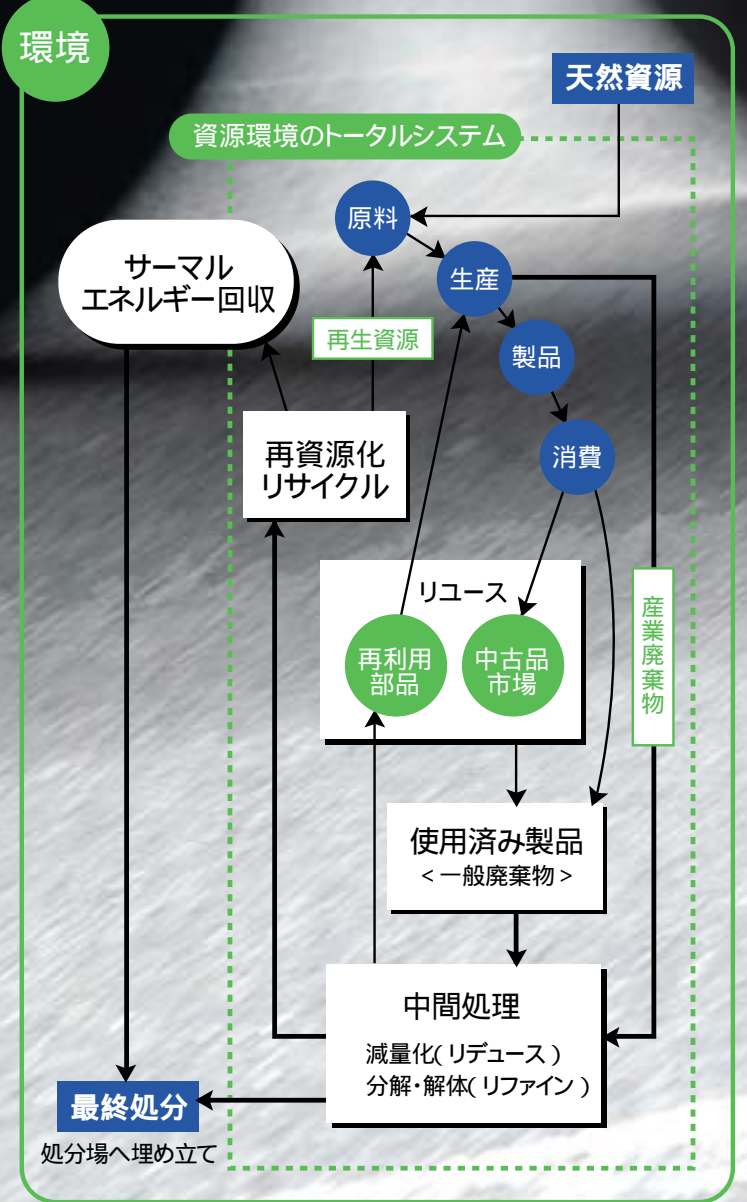 環境
天然資源
資源環境のトータルシステム
原料
サーマル
エネルギー回収
生産
再生資源
製品
再資源化
リサイクル
消費
リユース
再利用
部品
中古品
市場
産業廃棄物
使用済み製品
<一般廃棄物>
中間処理
減量化(リデュース)
分解・解体(リファイン)
最終処分
処分場へ埋め立て